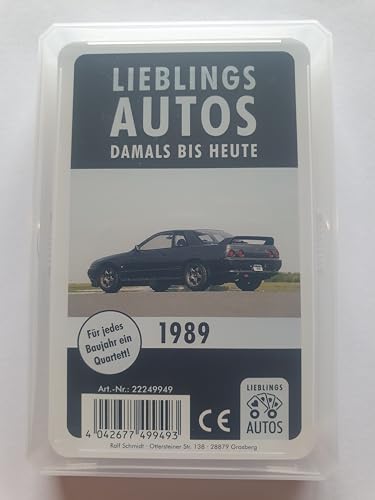 LIEBLINGS
AUTOS
DAMALS BIS HEUTE
Für jedes
Baujahr ein
Quartett!
1989
Art.-Nr.: 22249949
4 042677 499493
CE
LIEBLINGS
AUTOS
Ralf Schmidt · Ottersteiner Str. 138 · 28879 Grasberg